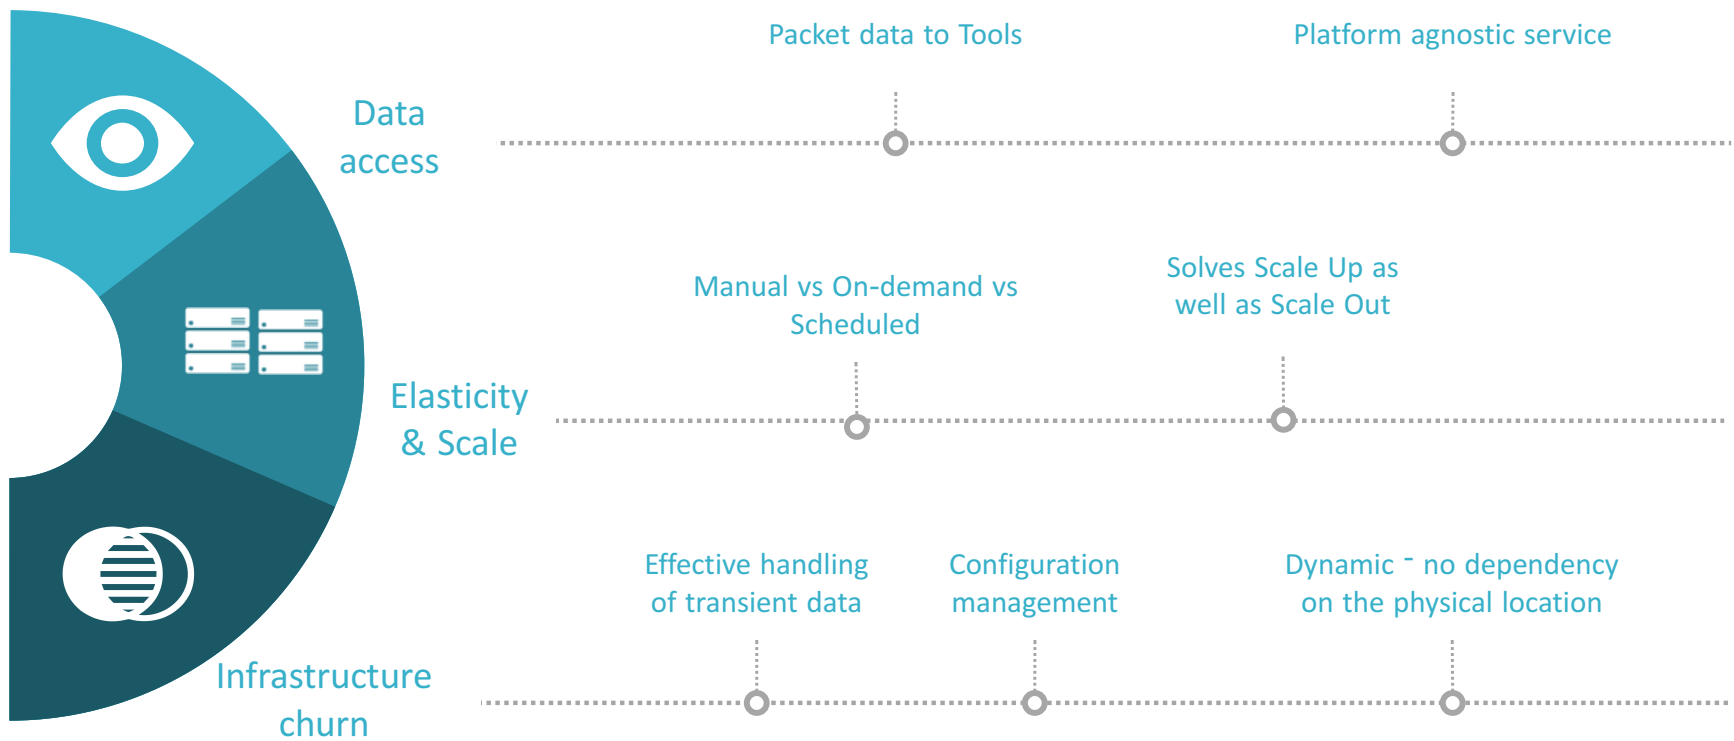 Packet data to Tools
Platform agnostic service
Data
access
Manual vs On-demand vs
Scheduled
Solves Scale Up as
well as Scale Out
Elasticity
& Scale
Effective handling
of transient data
Configuration
management
Dynamic - no dependency
on the physical location
Infrastructure
churn